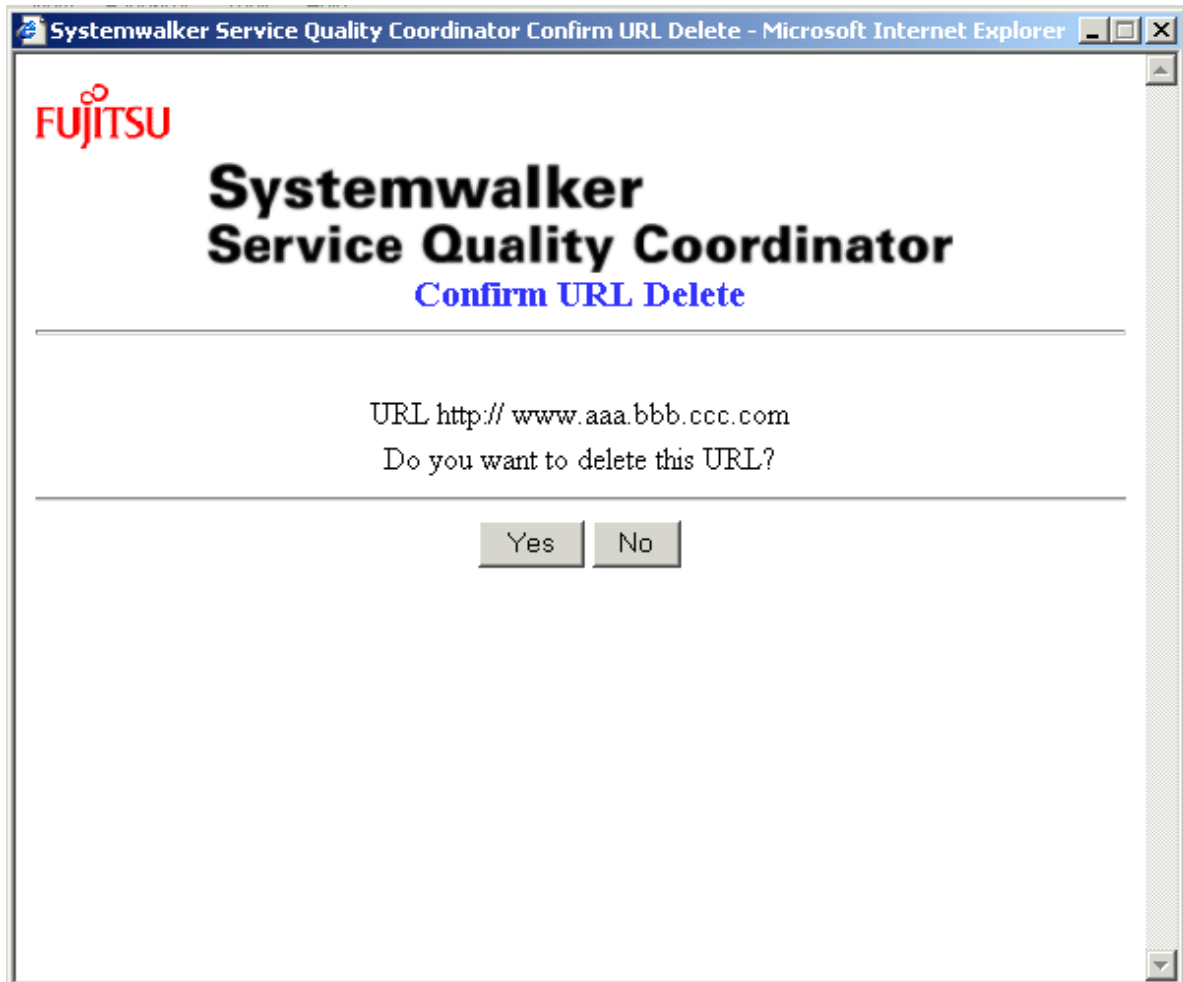 Systemwalker Service Quality Coordinator Confirm URL Delete - Microsoft Internet Explorer
FUJITSU
Systemwalker
Service Quality Coordinator
Confirm URL Delete
URL http:// www.aaa.bbb.ccc.com
Do you want to delete this URL?
Yes No